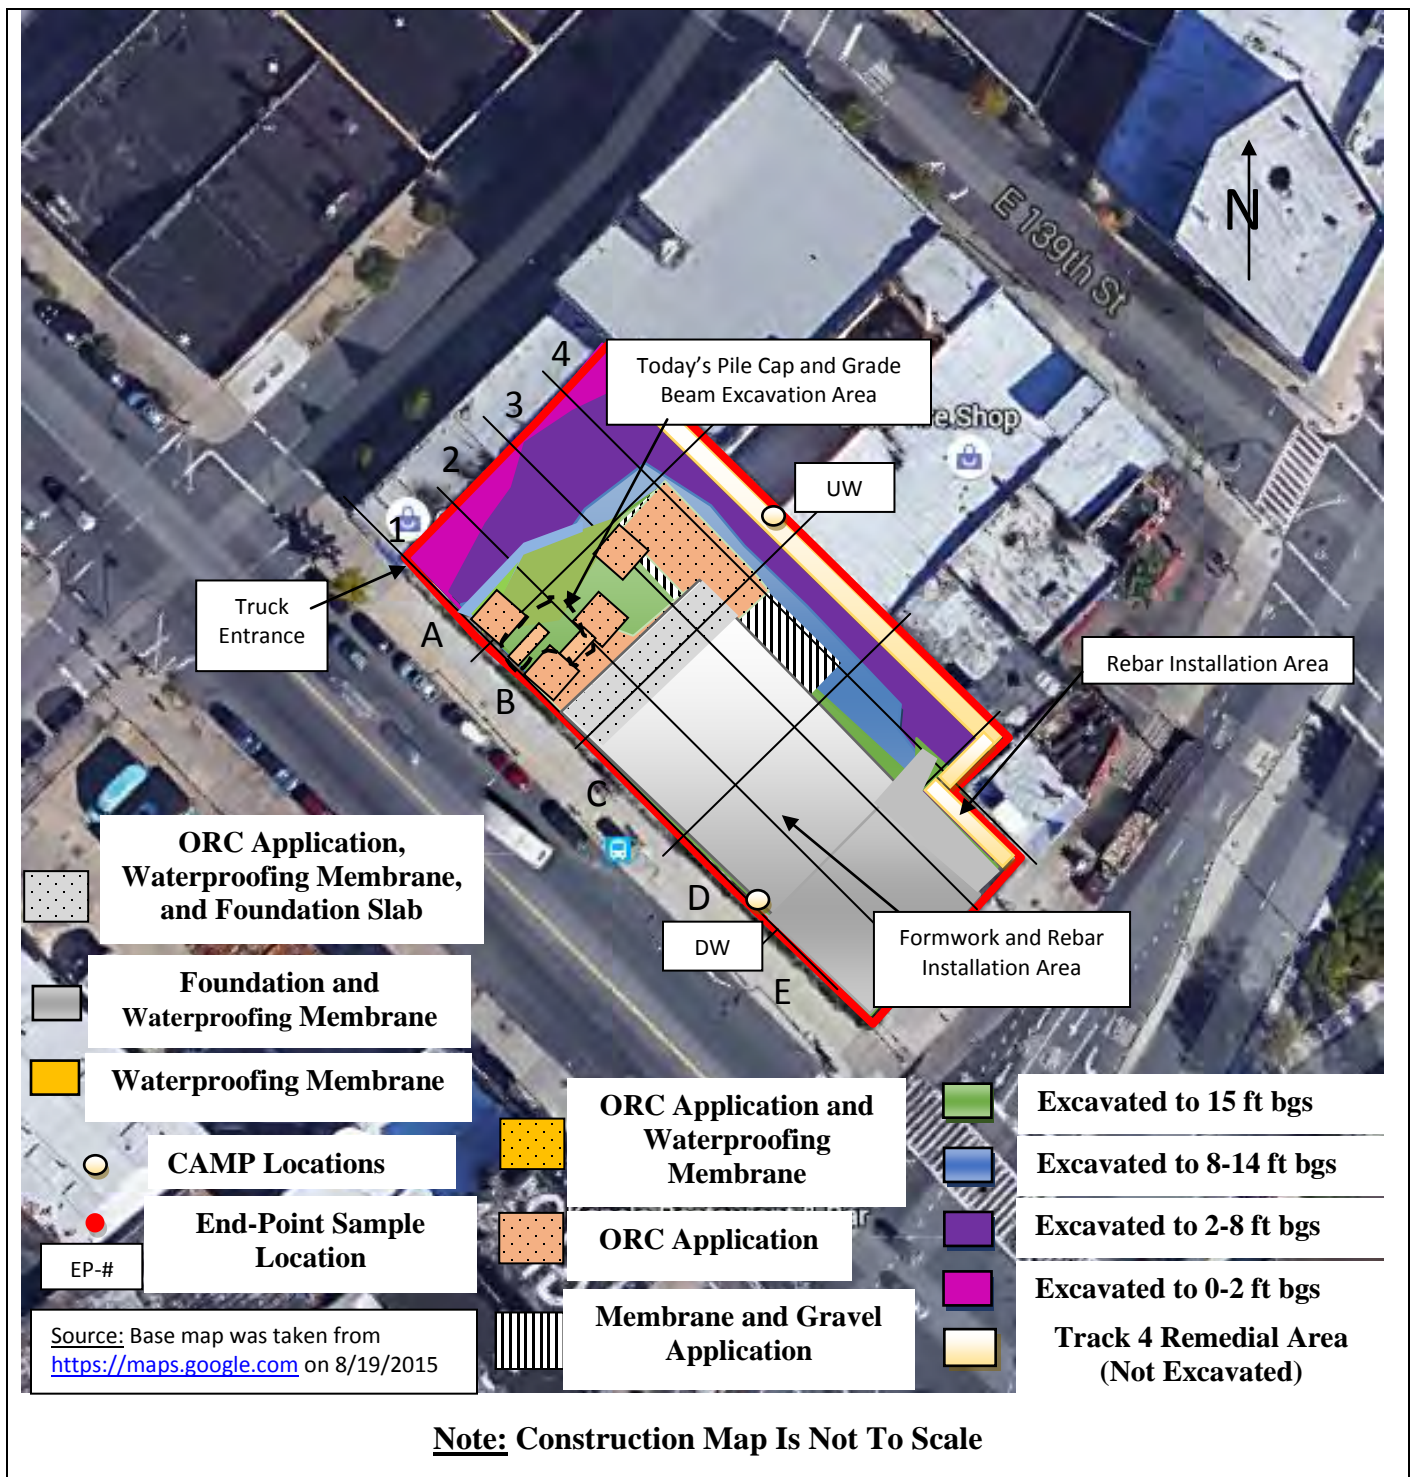 N
E 139th St
4
Today's Pile Cap and Grade
Beam Excavation Area
3
re Shop
2
UW
1
Truck
Entrance
A
Rebar Installation Area
B
C
D
DW
Formwork and Rebar
Installation Area
E
ORC Application,
Waterproofing Membrane,
and Foundation Slab
Foundation and
Waterproofing Membrane
Waterproofing Membrane
CAMP Locations
End-Point Sample
Location
EP-#
Source: Base map was taken from
https://maps.google.com on 8/19/2015
ORC Application and
Waterproofing
Membrane
ORC Application
Membrane and Gravel
Application
Excavated to 15 ft bgs
Excavated to 8-14 ft bgs
Excavated to 2-8 ft bgs
Excavated to 0-2 ft bgs
Track 4 Remedial Area
(Not Excavated)
Note: Construction Map Is Not To Scale